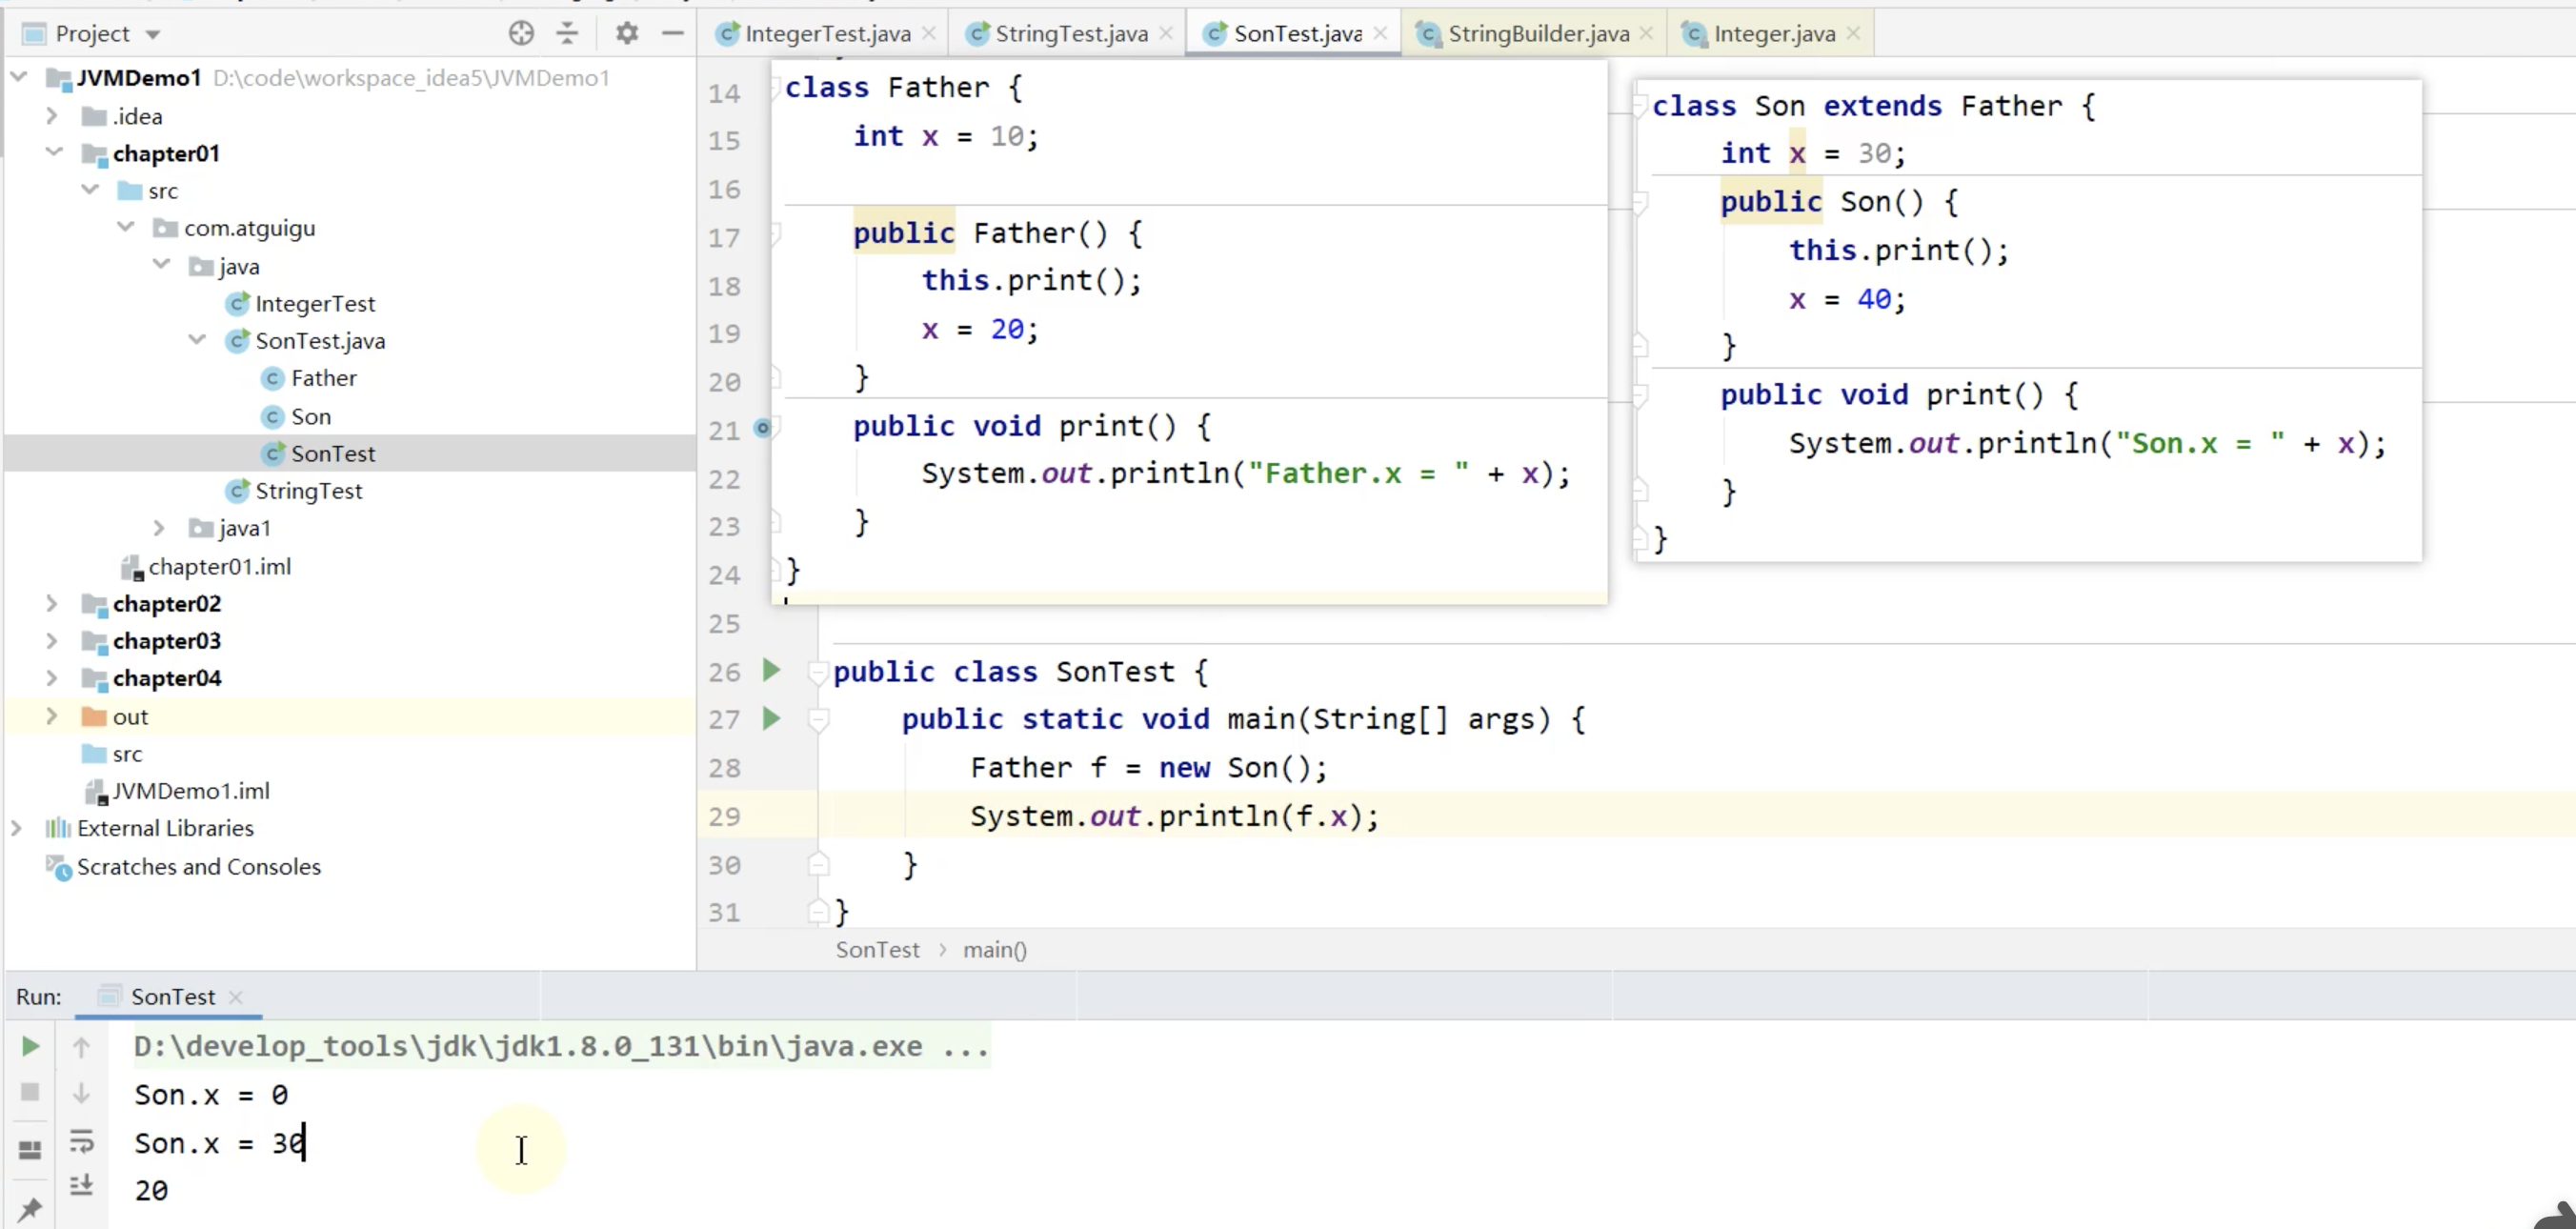 Project
IntegerTest.java
StringTest.java
SonTest.java
StringBuilder.java
Integer.java
JVMDemo1 D:\code\workspace_idea5\JVMDemo1
.idea
chapter01
src
com.atguigu
java
IntegerTest
SonTest.java
Father
Son
SonTest
StringTest
java1
chapter01.iml
chapter02
chapter03
chapter04
out
src
JVMDemo1.iml
External Libraries
Scratches and Consoles
14 class Father {
15 int x = 10;
16
17 public Father() {
18 this.print();
19 x = 20;
20 }
21 public void print() {
22 System.out.println("Father.x = " + x);
23 }
24 }
25
class Son extends Father {
int x = 30;
public Son() {
this.print();
x = 40;
}
public void print() {
System.out.println("Son.x = " + x);
}
}
26 public class SonTest {
27 public static void main(String[] args) {
28 Father f = new Son();
29 System.out.println(f.x);
30 }
31 }
SonTest > main()
Run: SonTest
D:\develop_tools\jdk\jdk1.8.0_131\bin\java.exe ...
Son.x = 0
Son.x = 30
20